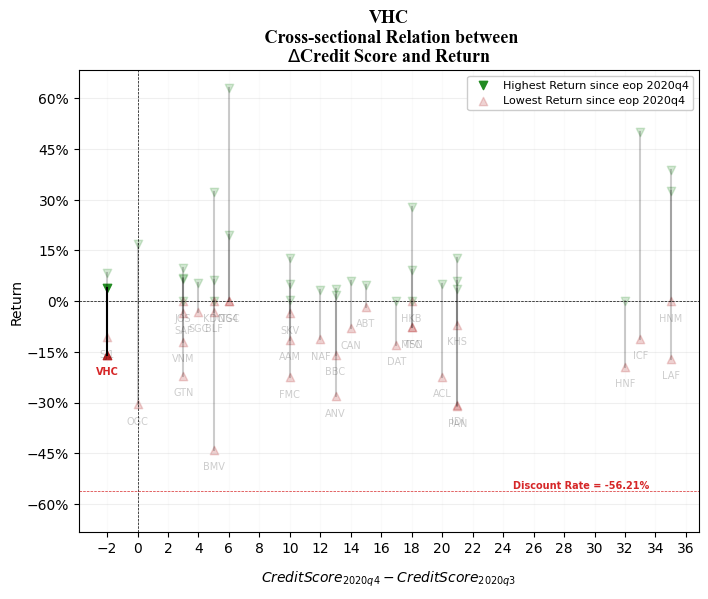 VHC
Cross-sectional Relation between
ΔCredit Score and Return
Highest Return since eop 2020q4
Lowest Return since eop 2020q4
Return
60%
45%
30%
15%
0%
−15%
−30%
−45%
−60%
VHC
OGC
SAF
VNM
GTN
SGC
BLF
BMV
SKV
AAM
FMC
NAF
BBC
ANV
CAN
ABT
DAT
HKB
ACL
KHS
PAN
HNF
ICF
HNM
LAF
Discount Rate = -56.21%
−2 0 2 4 6 8 10 12 14 16 18 20 22 24 26 28 30 32 34 36
CreditScore2020q4 − CreditScore2020q3